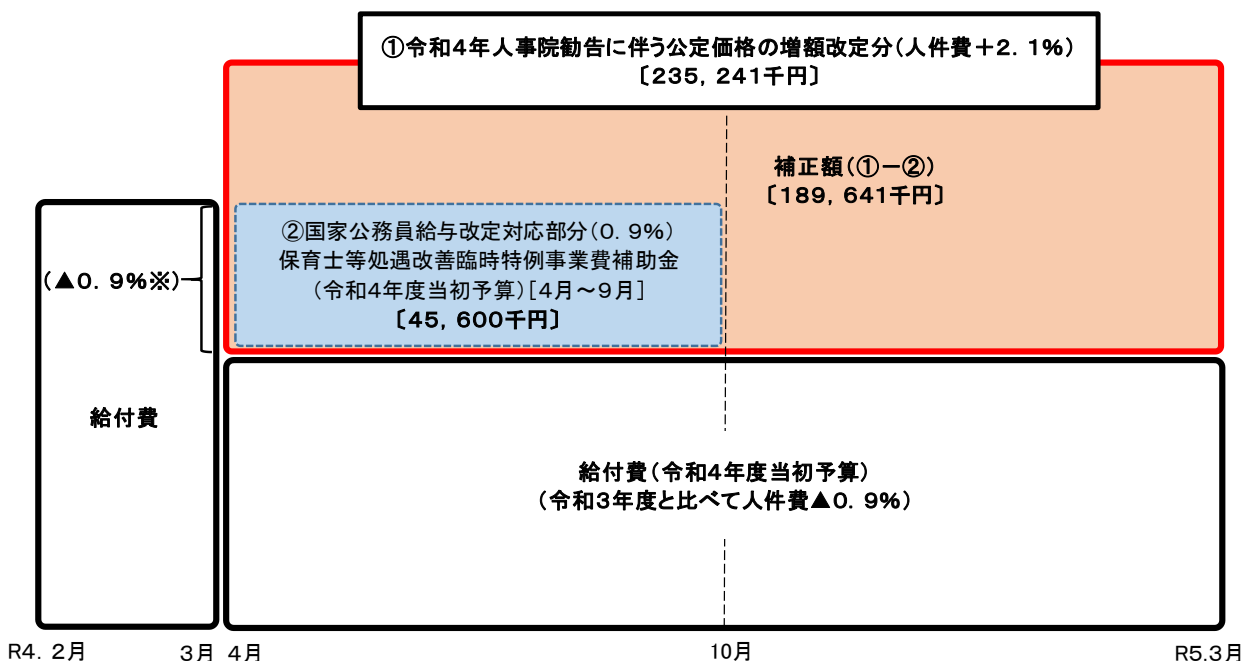 ①令和4年人事院勧告に伴う公定価格の増額改定分(人件費+2.1%)
〔235,241千円〕
補正額(①-②)
〔189,641千円〕
②国家公務員給与改定対応部分(0.9%)
保育士等処遇改善臨時特例事業費補助金
(令和4年度当初予算)[4月~9月]
〔45,600千円〕
(▲0.9%※)
給付費
給付費(令和4年度当初予算)
(令和3年度と比べて人件費▲0.9%)
R4.2月 3月 4月 10月 R5.3月